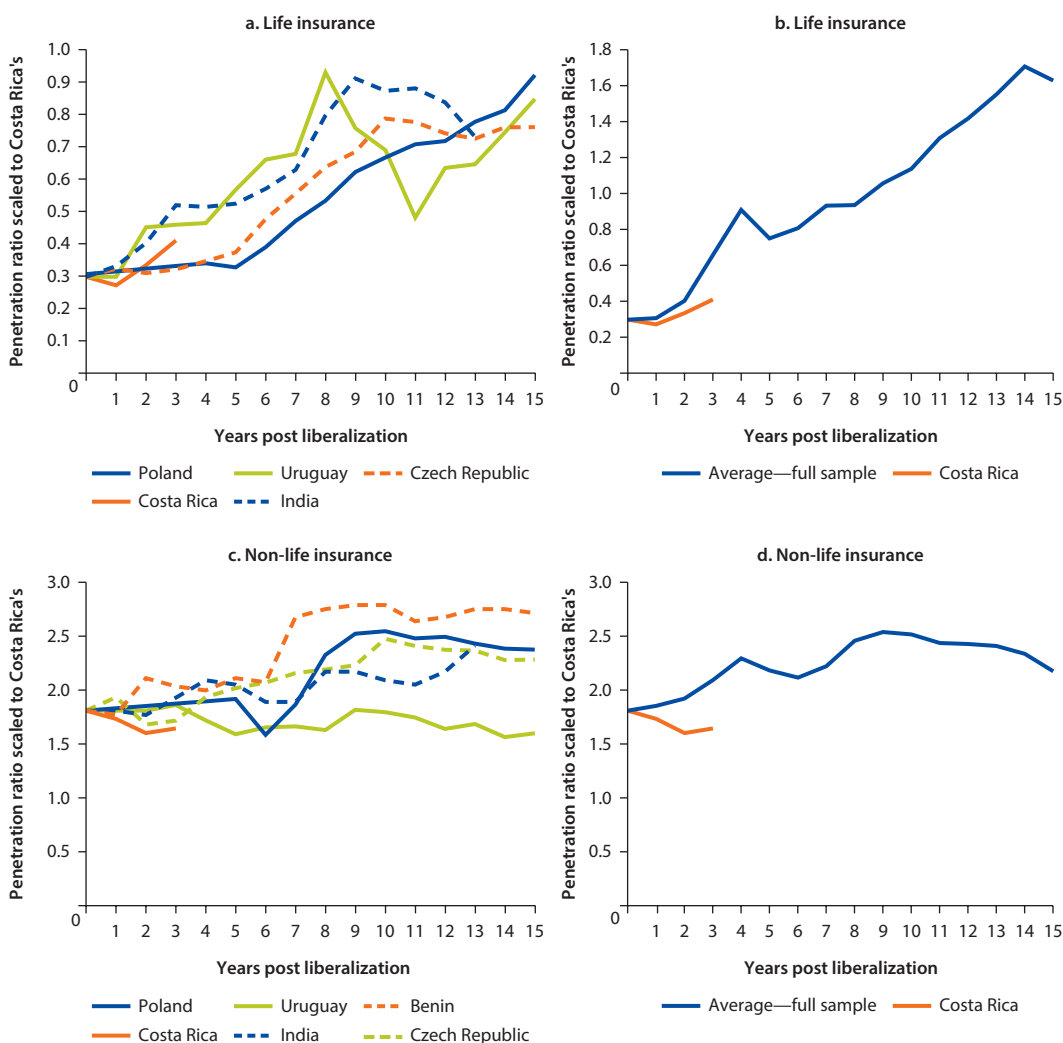 a. Life insurance
Penetration ratio scaled to Costa Rica's
1.0
0.9
0.8
0.7
0.6
0.5
0.4
0.3
0.2
0.1
0
1 2 3 4 5 6 7 8 9 10 11 12 13 14 15
Years post liberalization
Poland Uruguay Czech Republic
Costa Rica India
b. Life insurance
Penetration ratio scaled to Costa Rica's
1.8
1.6
1.4
1.2
1.0
0.8
0.6
0.4
0.2
0
1 2 3 4 5 6 7 8 9 10 11 12 13 14 15
Years post liberalization
Average—full sample Costa Rica
c. Non-life insurance
Penetration ratio scaled to Costa Rica's
3.0
2.5
2.0
1.5
1.0
0.5
0
1 2 3 4 5 6 7 8 9 10 11 12 13 14 15
Years post liberalization
Poland Uruguay Benin
Costa Rica India Czech Republic
d. Non-life insurance
Penetration ratio scaled to Costa Rica's
3.0
2.5
2.0
1.5
1.0
0.5
0
1 2 3 4 5 6 7 8 9 10 11 12 13 14 15
Years post liberalization
Average—full sample Costa Rica